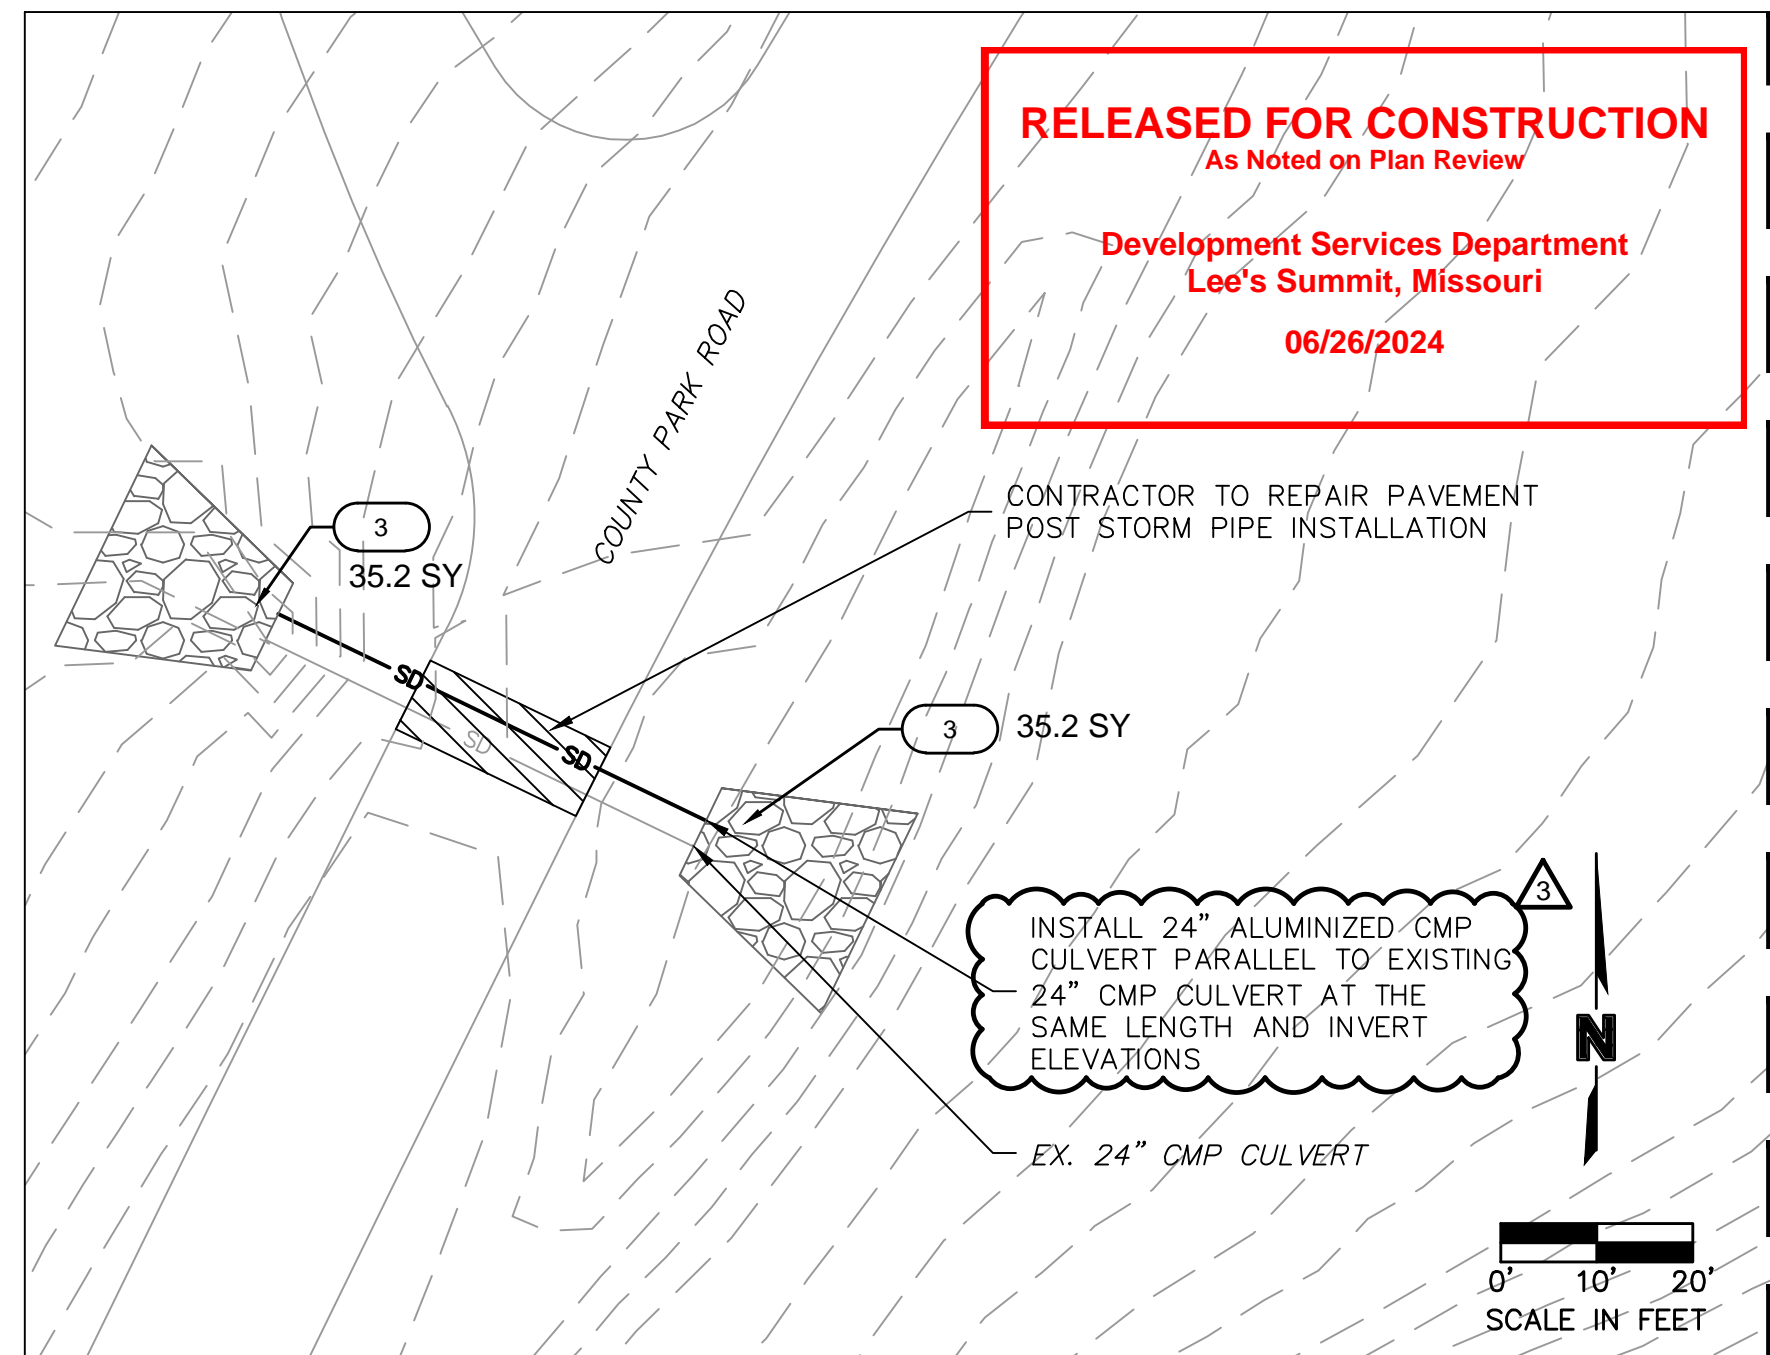 RELEASED FOR CONSTRUCTION
As Noted on Plan Review
Development Services Department
Lee's Summit, Missouri
06/26/2024
COUNTY PARK ROAD
CONTRACTOR TO REPAIR PAVEMENT
POST STORM PIPE INSTALLATION
3
35.2 SY
SD
SD
SD
3
35.2 SY
3
INSTALL 24" ALUMINIZED CMP
CULVERT PARALLEL TO EXISTING
24" CMP CULVERT AT THE
SAME LENGTH AND INVERT
ELEVATIONS
N
EX. 24" CMP CULVERT
0' 10' 20'
SCALE IN FEET